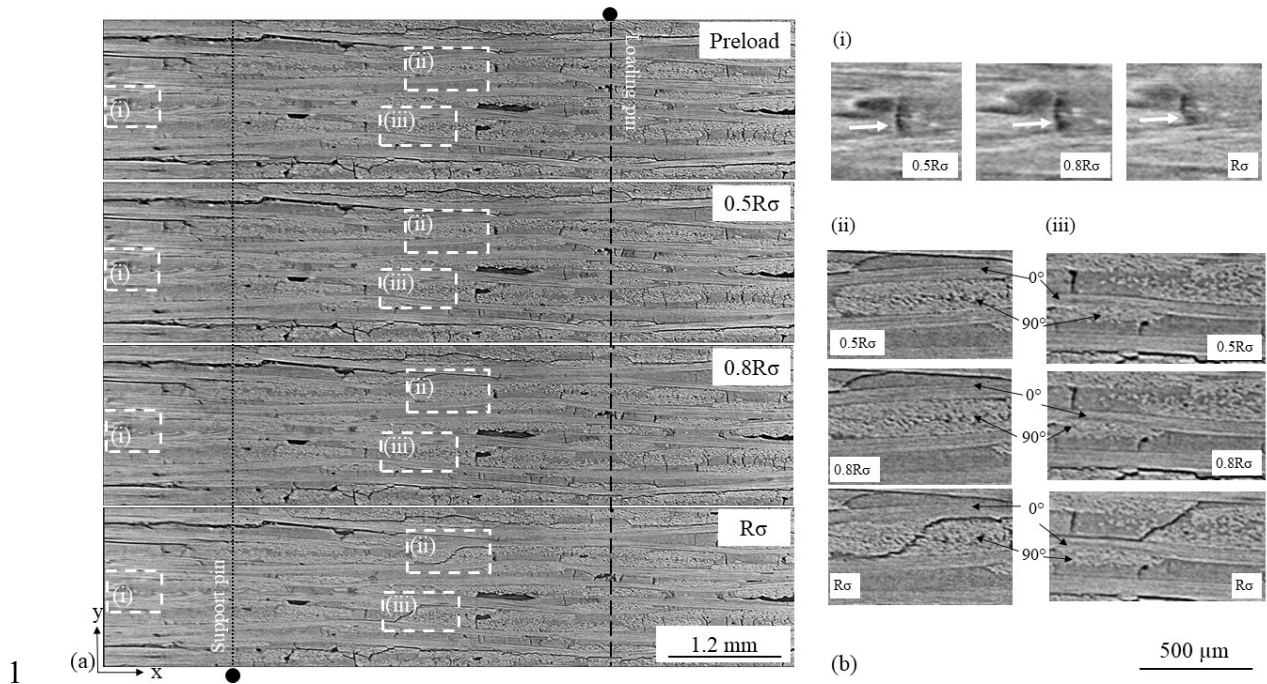 Preload
(i)
(ii)
(iii)
Loading pin
0.5Rσ
(i)
(ii)
(iii)
0.8Rσ
(i)
(ii)
(iii)
Rσ
(i)
(ii)
(iii)
Support pin
1.2 mm
y
x
(a)
1
(i)
0.5Rσ
0.8Rσ
Rσ
(ii)
(iii)
0°
90°
0.5Rσ
0.5Rσ
0°
90°
0.8Rσ
0.8Rσ
0°
90°
Rσ
Rσ
(b)
500 µm